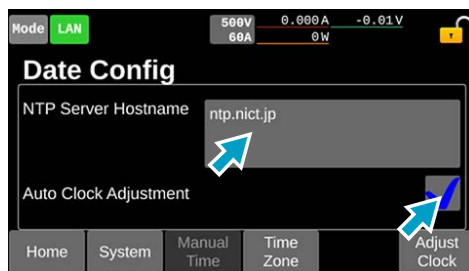 Mode LAN 500V 0.000A -0.01V
60A 0W
Date Config
NTP Server Hostname ntp.nict.jp
Auto Clock Adjustment
Home System Manual Time Time Zone Adjust Clock